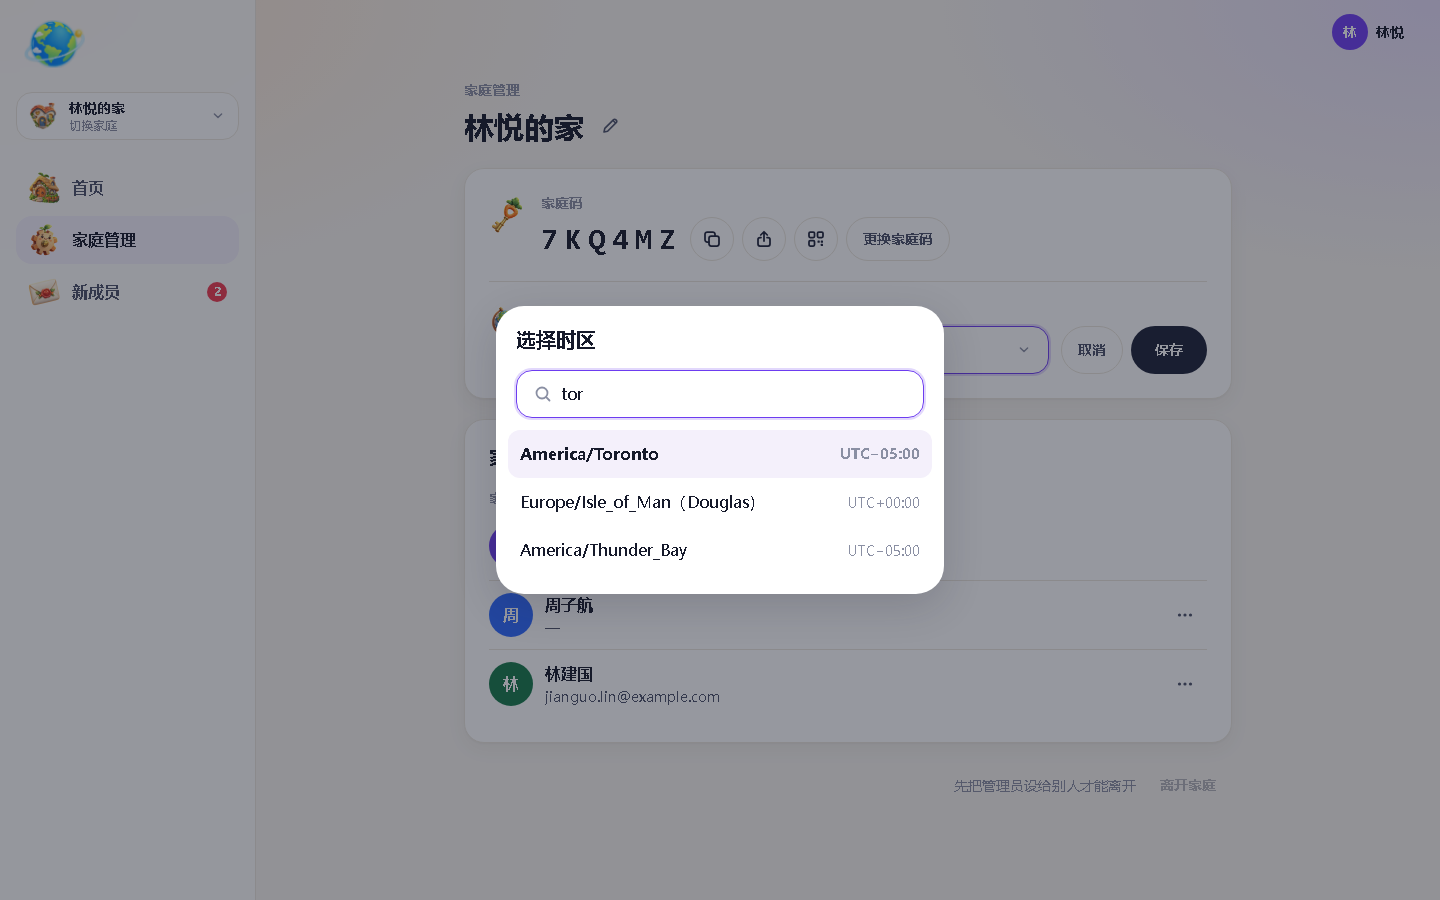 林悦的家
切换家庭
首页
家庭管理
新成员
2
林
林悦
家庭管理
林悦的家
家庭码
7KQ4MZ
更换家庭码
取消
保存
选择时区
tor
America/Toronto UTC−05:00
Europe/Isle_of_Man（Douglas） UTC+00:00
America/Thunder_Bay UTC−05:00
周
周子航
—
林
林建国
jianguo.lin@example.com
先把管理员设给别人才能离开 离开家庭